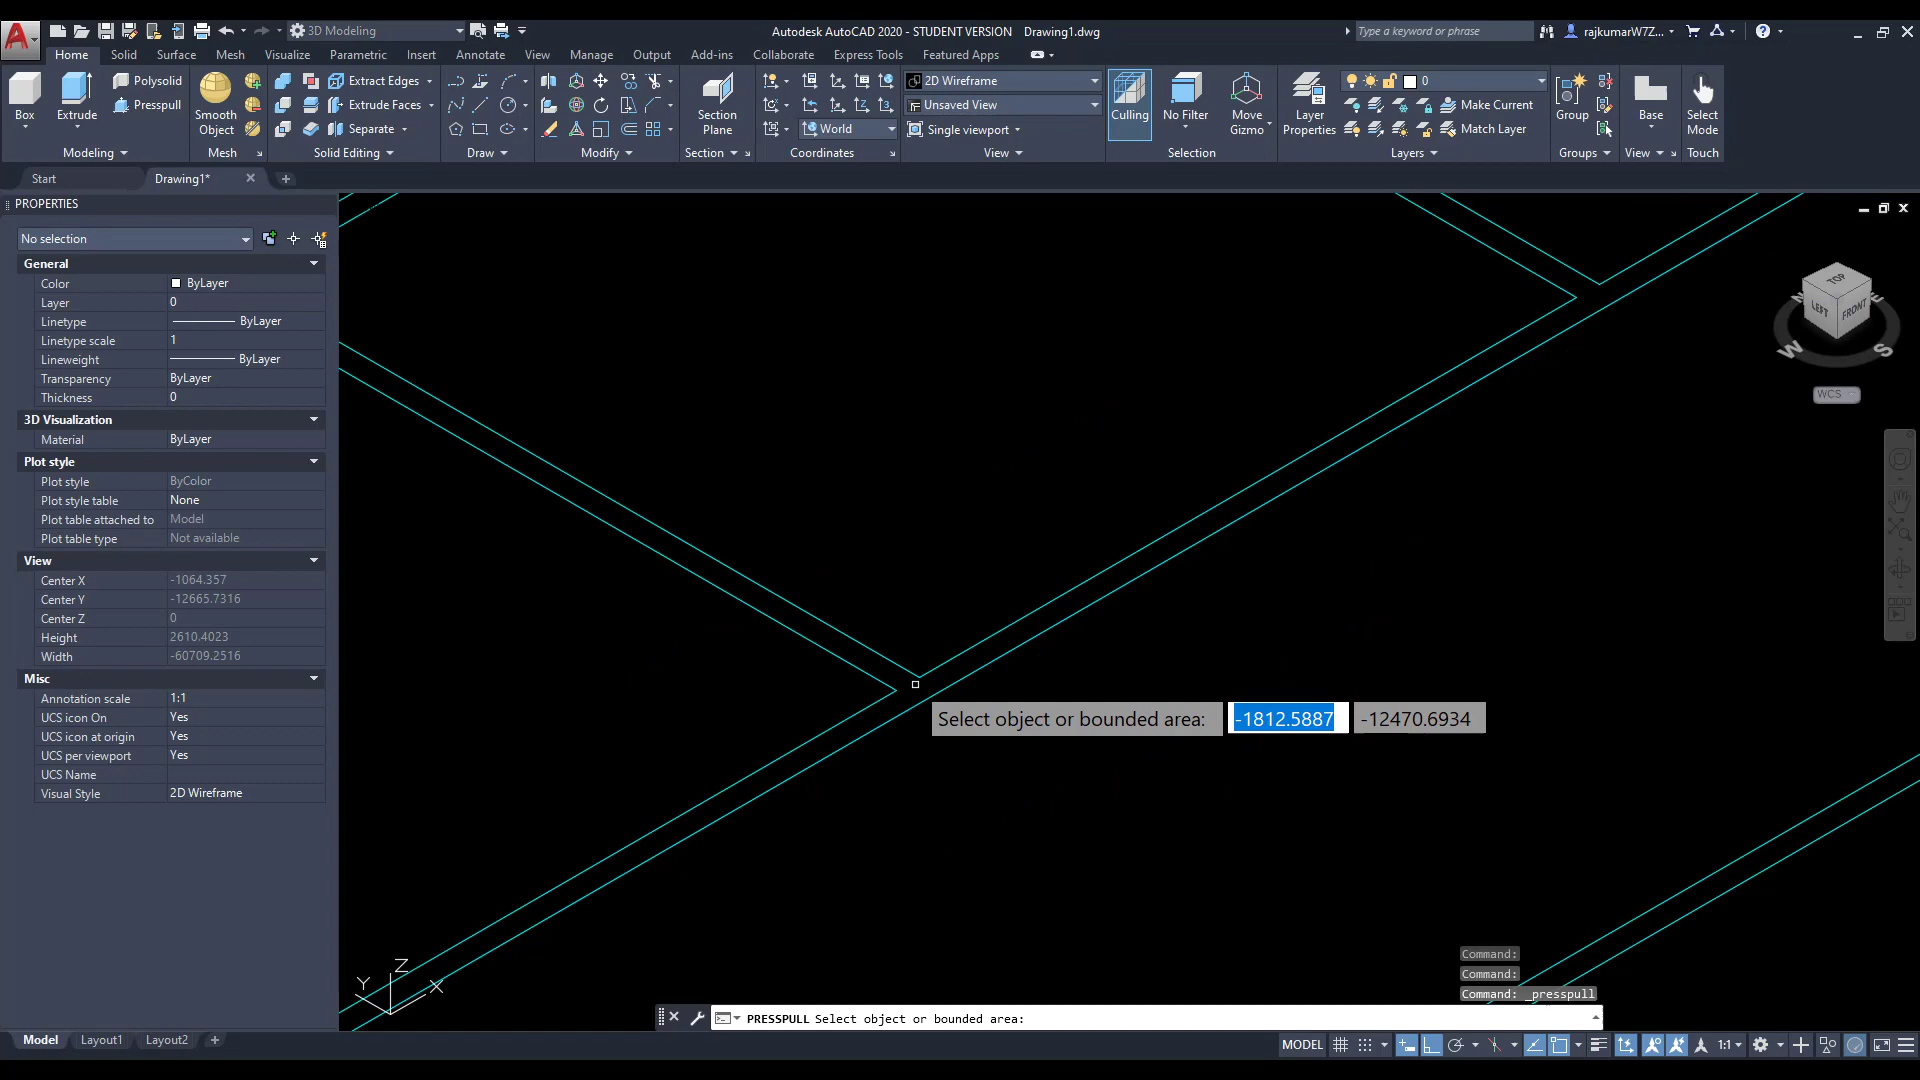 3D Modeling
Autodesk AutoCAD 2020 - STUDENT VERSION Drawing1.dwg
Type a keyword or phrase
rajkumarW7Z...
Home Solid Surface Mesh Visualize Parametric Insert Annotate View Manage Output Add-ins Collaborate Express Tools Featured Apps
Box
Extrude
Polysolid
Presspull
Modeling
Smooth
Object
Mesh
Extract Edges
Extrude Faces
Separate
Solid Editing
Draw
Modify
Section
Plane
Section
World
Coordinates
2D Wireframe
Unsaved View
Single viewport
View
Culling
No Filter
Move
Gizmo
Selection
Layer
Properties
0
Make Current
Match Layer
Layers
Group
Groups
Base
View
Select
Mode
Touch
Start
Drawing1*
PROPERTIES
No selection
General
Color ByLayer
Layer 0
Linetype ByLayer
Linetype scale 1
Lineweight ByLayer
Transparency ByLayer
Thickness 0
3D Visualization
Material ByLayer
Plot style
Plot style ByColor
Plot style table None
Plot table attached to Model
Plot table type Not available
View
Center X -1064.357
Center Y -12665.7316
Center Z 0
Height 2610.4023
Width -60709.2516
Misc
Annotation scale 1:1
UCS icon On Yes
UCS icon at origin Yes
UCS per viewport Yes
UCS Name
Visual Style 2D Wireframe
TOP
LEFT FRONT
N E
W S
WCS
Select object or bounded area: -1812.5887 -12470.6934
Z
Y X
Command:
Command:
Command: _presspull
PRESSPULL Select object or bounded area:
Model Layout1 Layout2
MODEL
1:1